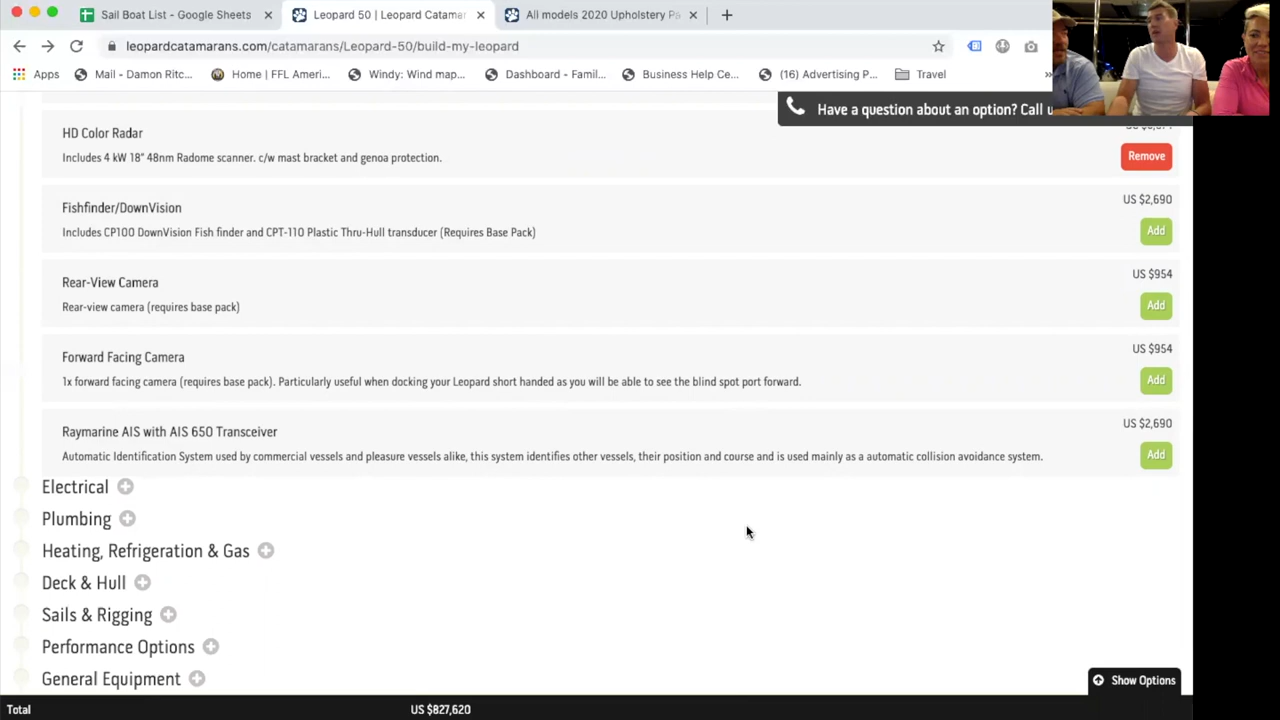 Sail Boat List - Google Sheets
Leopard 50 | Leopard Catamar
All models 2020 Upholstery Pa
leopardcatamarans.com/catamarans/Leopard-50/build-my-leopard
Apps
Mail - Damon Ritc...
Home | FFL Ameri...
Windy: Wind map...
Dashboard - Famil...
Business Help Ce...
(16) Advertising P...
Travel
»
Have a question about an option? Call u
HD Color Radar
Includes 4 kW 18" 48nm Radome scanner. c/w mast bracket and genoa protection.
Remove
Fishfinder/DownVision
US $2,690
Includes CP100 DownVision Fish finder and CPT-110 Plastic Thru-Hull transducer (Requires Base Pack)
Add
Rear-View Camera
US $954
Rear-view camera (requires base pack)
Add
Forward Facing Camera
US $954
1x forward facing camera (requires base pack). Particularly useful when docking your Leopard short handed as you will be able to see the blind spot port forward.
Add
Raymarine AIS with AIS 650 Transceiver
US $2,690
Automatic Identification System used by commercial vessels and pleasure vessels alike, this system identifies other vessels, their position and course and is used mainly as a automatic collision avoidance system.
Add
Electrical
Plumbing
Heating, Refrigeration & Gas
Deck & Hull
Sails & Rigging
Performance Options
General Equipment
Show Options
Total
US $827,620